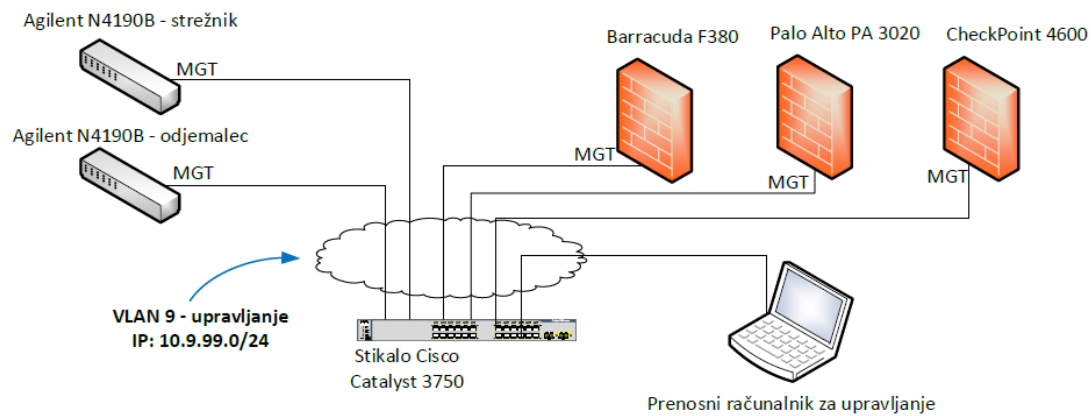 Agilent N4190B - strežnik
MGT
Agilent N4190B - odjemalec
MGT
Barracuda F380
MGT
Palo Alto PA 3020
MGT
CheckPoint 4600
MGT
VLAN 9 - upravljanje
IP: 10.9.99.0/24
Stikalo Cisco
Catalyst 3750
Prenosni računalnik za upravljanje